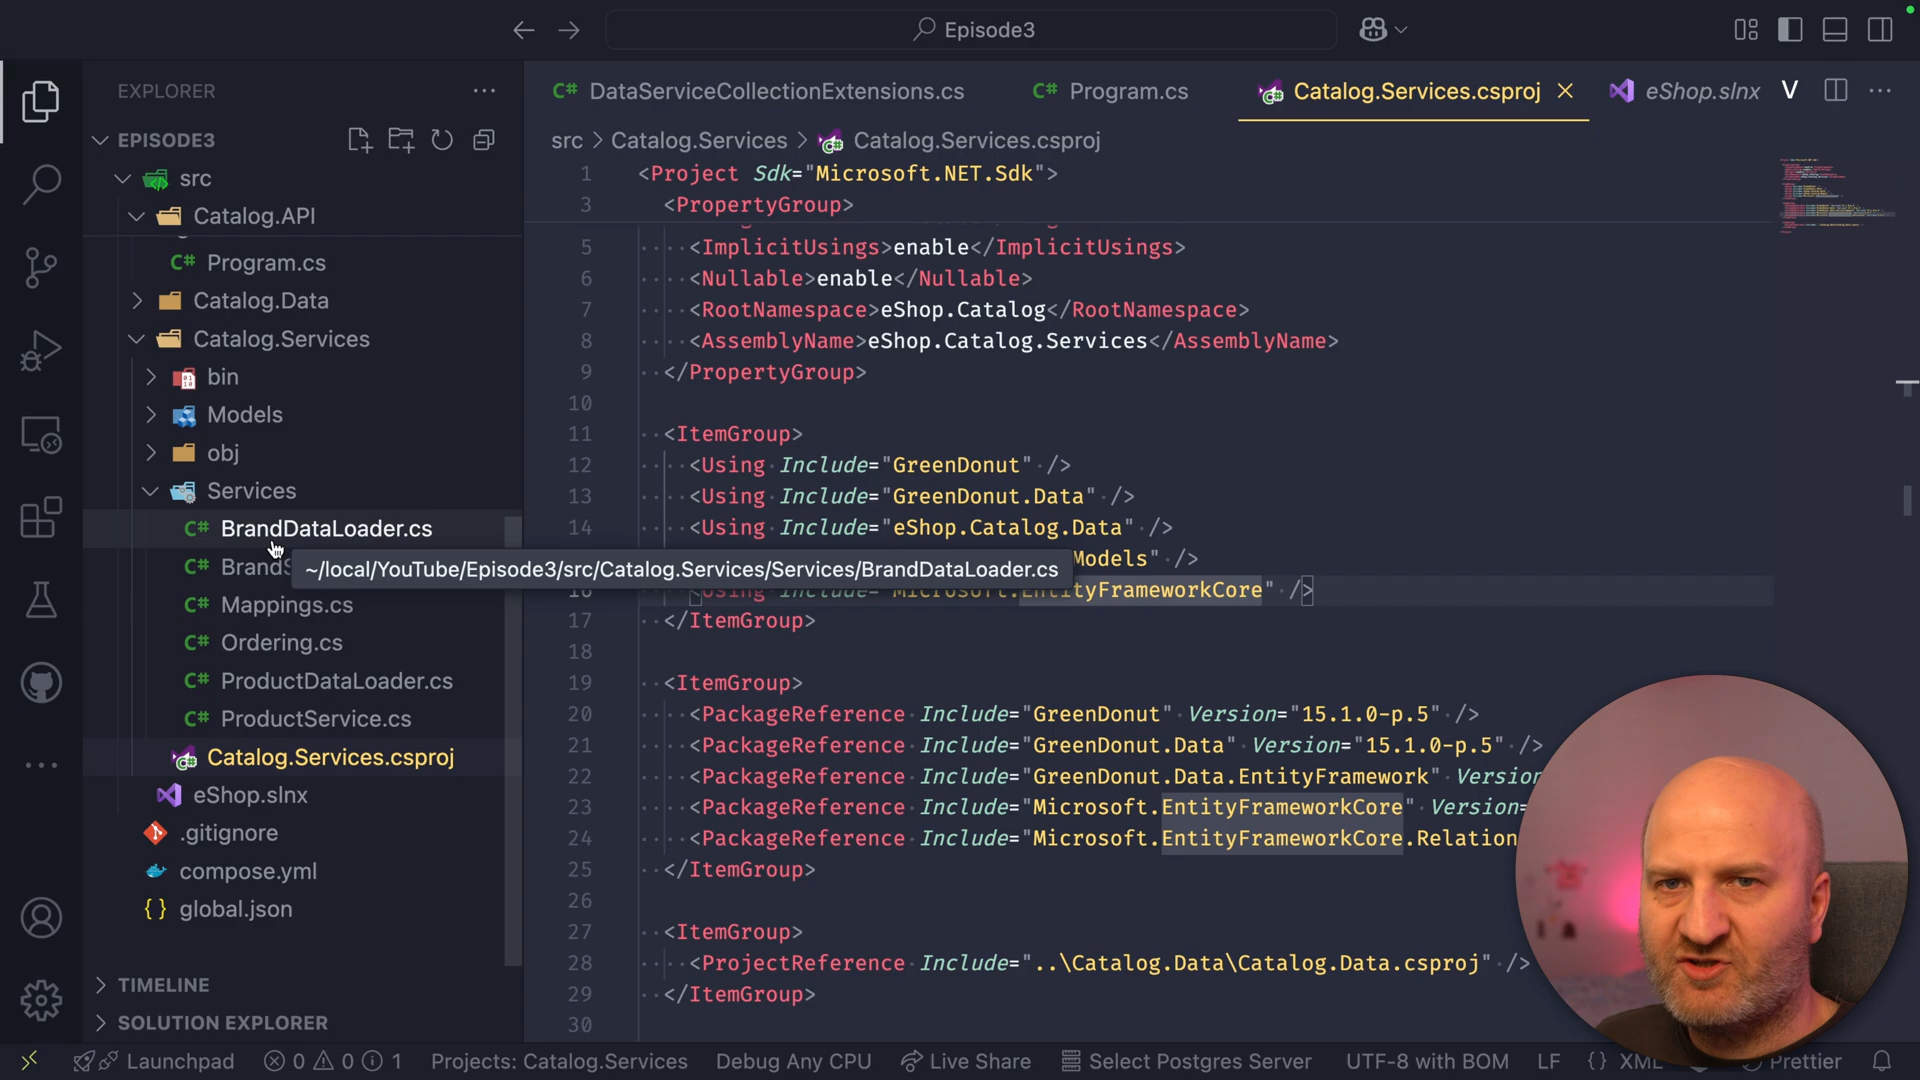 Episode3
EXPLORER
EPISODE3
src
Catalog.API
Program.cs
Catalog.Data
Catalog.Services
bin
Models
obj
Services
BrandDataLoader.cs
Mappings.cs
Ordering.cs
ProductDataLoader.cs
ProductService.cs
Catalog.Services.csproj
eShop.slnx
.gitignore
compose.yml
global.json
TIMELINE
SOLUTION EXPLORER
DataServiceCollectionExtensions.cs
Program.cs
Catalog.Services.csproj
eShop.slnx
src > Catalog.Services > Catalog.Services.csproj
1 <Project Sdk="Microsoft.NET.Sdk">
3 <PropertyGroup>
5 <ImplicitUsings>enable</ImplicitUsings>
6 <Nullable>enable</Nullable>
7 <RootNamespace>eShop.Catalog</RootNamespace>
8 <AssemblyName>eShop.Catalog.Services</AssemblyName>
9 </PropertyGroup>
10
11 <ItemGroup>
12 <Using Include="GreenDonut" />
13 <Using Include="GreenDonut.Data" />
14 <Using Include="eShop.Catalog.Data" />
Models" />
~/local/YouTube/Episode3/src/Catalog.Services/Services/BrandDataLoader.cs
16 <Using Include="Microsoft.EntityFrameworkCore" />
17 </ItemGroup>
18
19 <ItemGroup>
20 <PackageReference Include="GreenDonut" Version="15.1.0-p.5" />
21 <PackageReference Include="GreenDonut.Data" Version="15.1.0-p.5" />
22 <PackageReference Include="GreenDonut.Data.EntityFramework" Version
23 <PackageReference Include="Microsoft.EntityFrameworkCore" Version=
24 <PackageReference Include="Microsoft.EntityFrameworkCore.Relation
25 </ItemGroup>
26
27 <ItemGroup>
28 <ProjectReference Include="..\Catalog.Data\Catalog.Data.csproj" />
29 </ItemGroup>
30
Launchpad 0 0 1 Projects: Catalog.Services Debug Any CPU Live Share Select Postgres Server UTF-8 with BOM LF {} XML Prettier